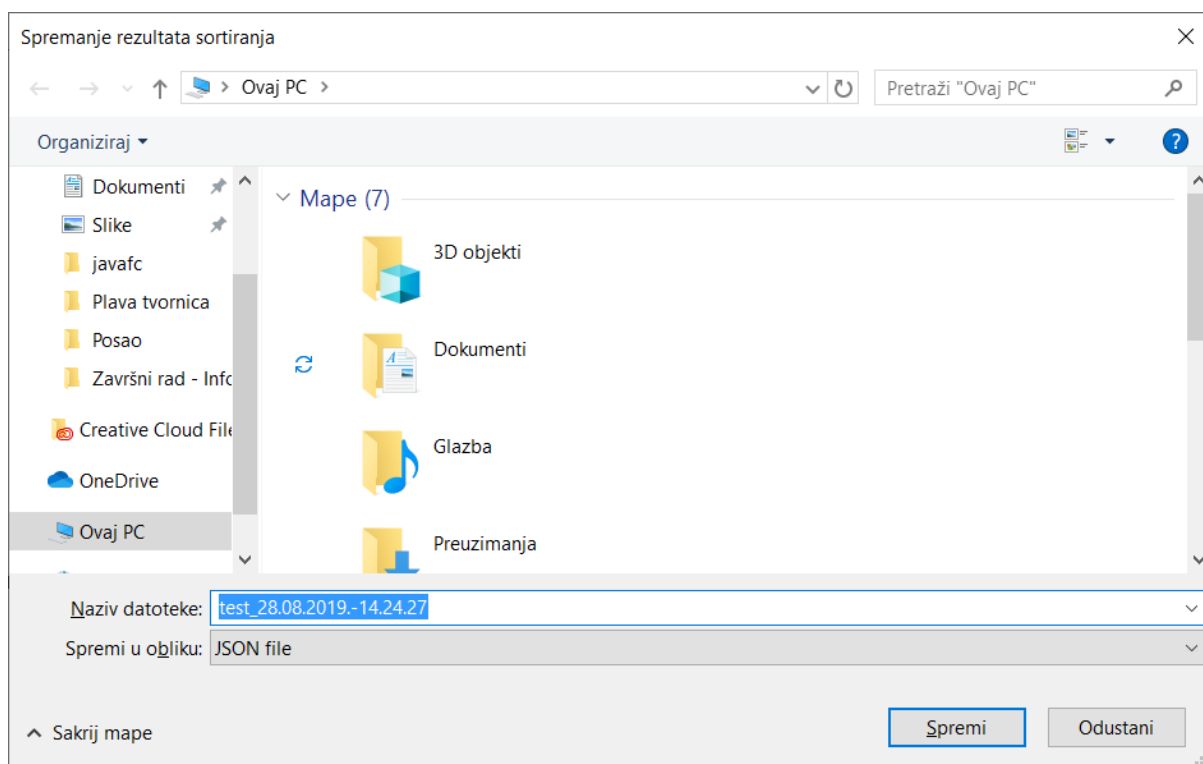 Spremanje rezultata sortiranja
Ovaj PC
Pretraži "Ovaj PC"
Organiziraj
?
Dokumenti
Slike
javafc
Plava tvornica
Posao
Završni rad - Info
Creative Cloud File
OneDrive
Ovaj PC
Mape (7)
3D objekti
Dokumenti
Glazba
Preuzimanja
Naziv datoteke: test_28.08.2019.-14.24.27
Spremi u obliku: JSON file
Sakrij mape
Spremi
Odustani